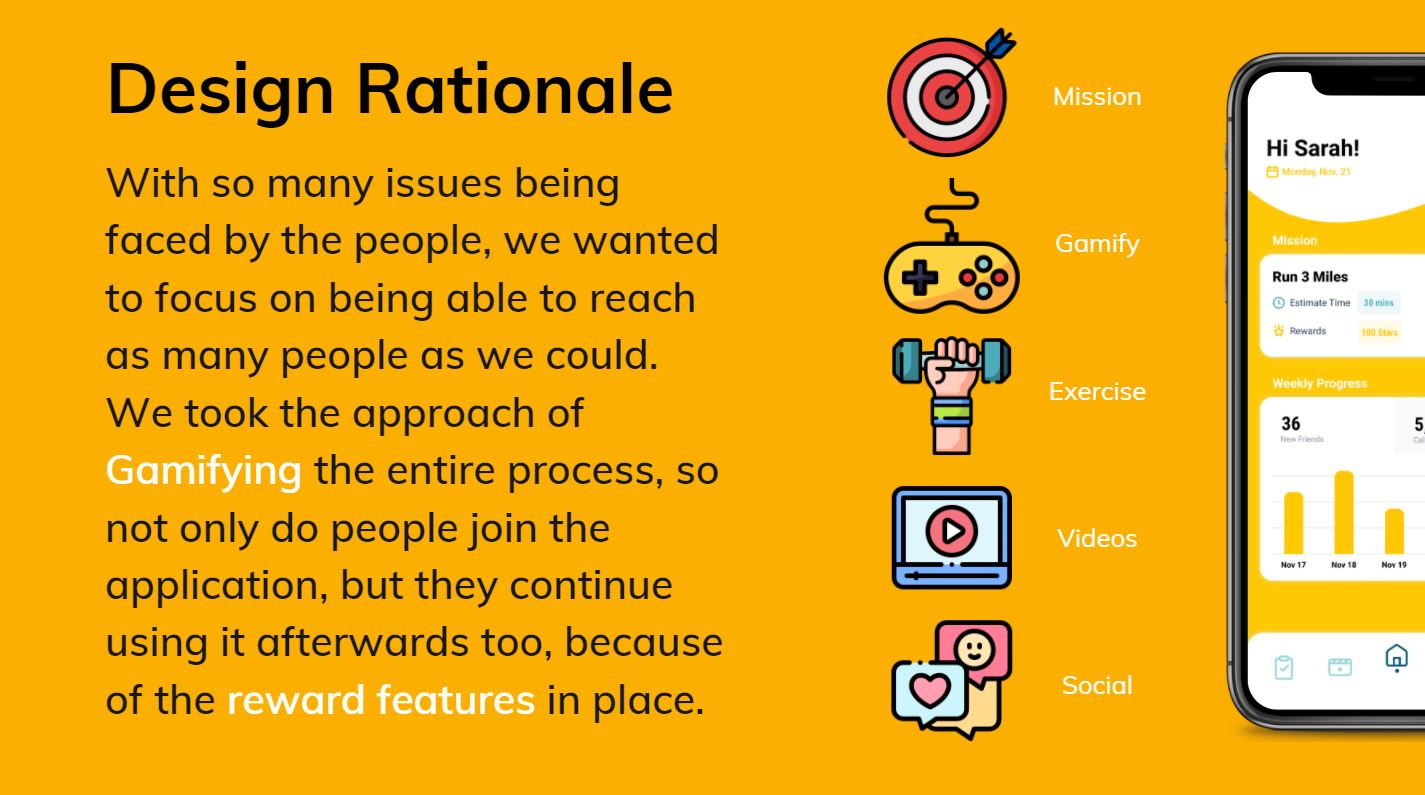 Design Rationale
With so many issues being
faced by the people, we wanted
to focus on being able to reach
as many people as we could.
We took the approach of
Gamifying the entire process, so
not only do people join the
application, but they continue
using it afterwards too, because
of the reward features in place.
Mission
Gamify
Exercise
Videos
Social
Hi Sarah!
Monday, Nov. 21
Mission
Run 3 Miles
Estimate Time 30 mins
Rewards 100 Stars
Weekly Progress
36 5,
New Friends Cal
Nov 17 Nov 18 Nov 19